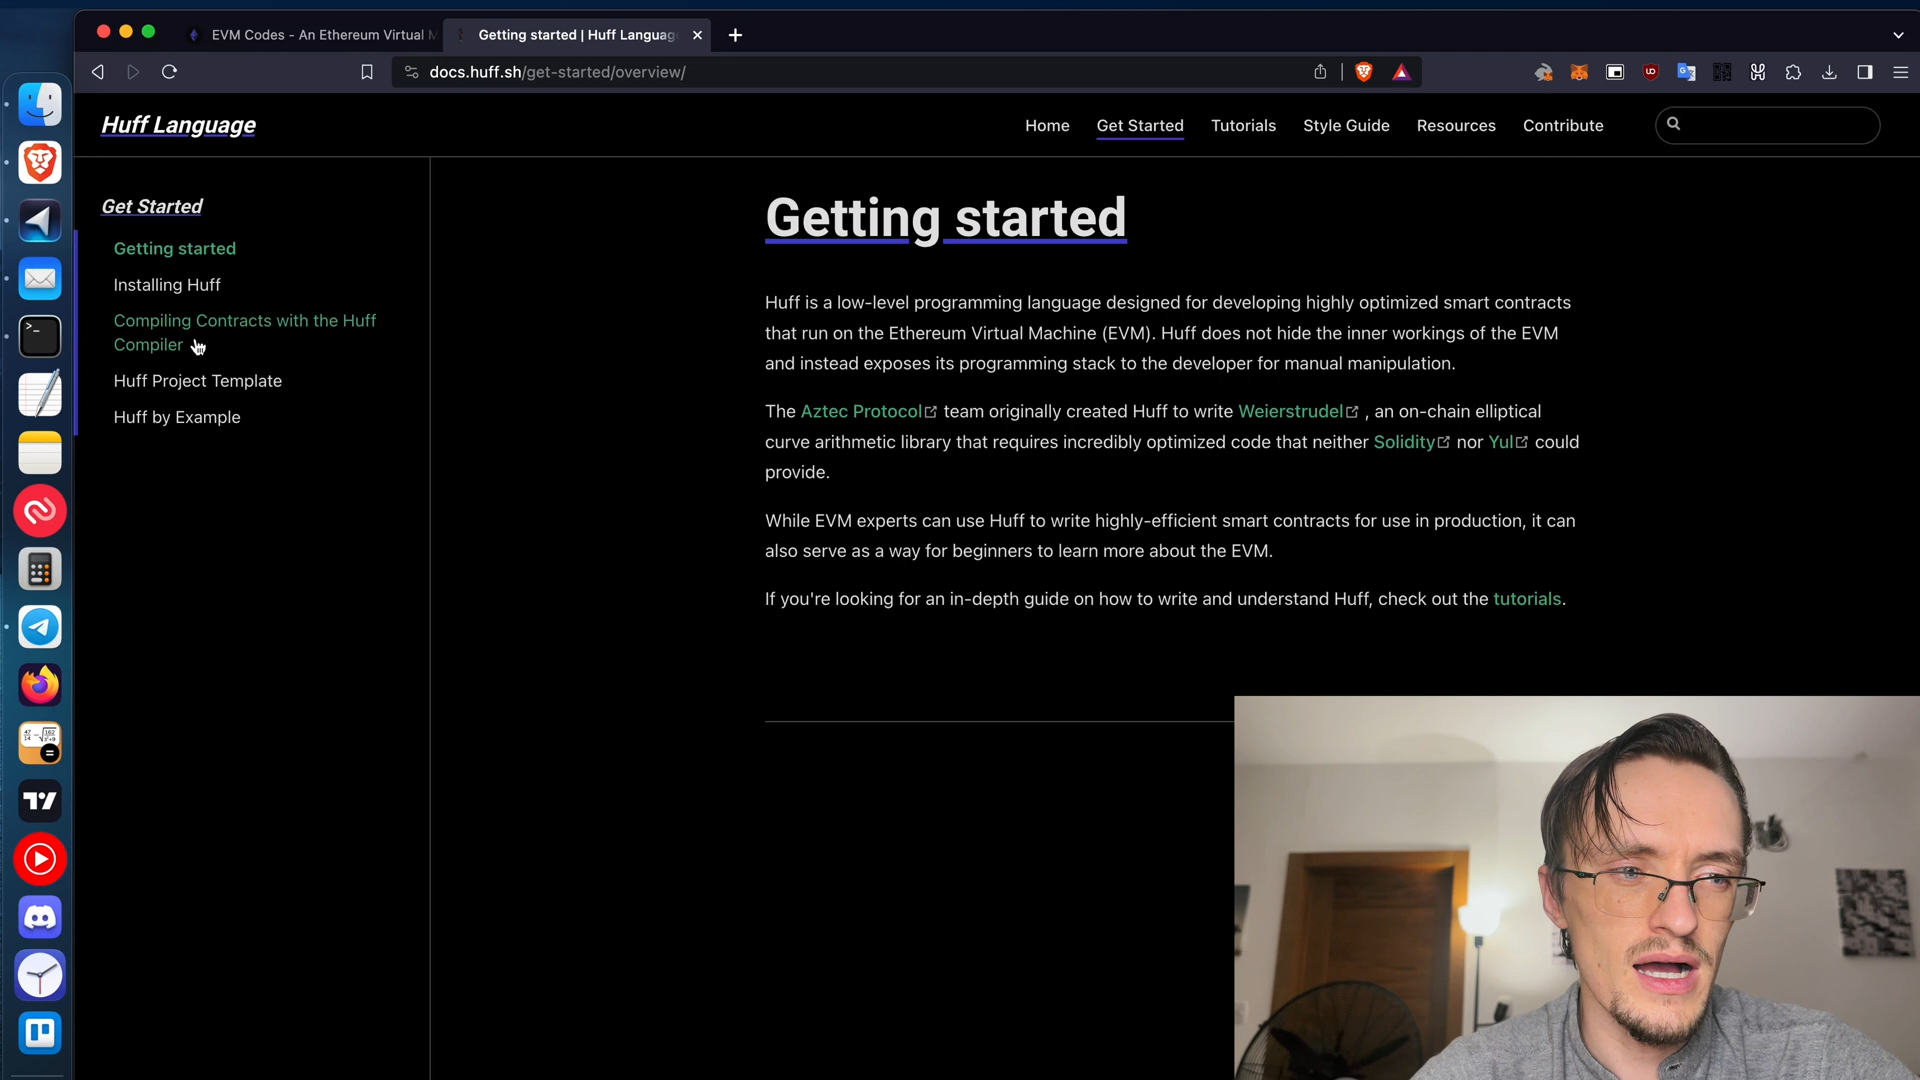 EVM Codes - An Ethereum Virtual M
Getting started | Huff Languag
docs.huff.sh/get-started/overview/
Huff Language
Home
Get Started
Tutorials
Style Guide
Resources
Contribute
Get Started
Getting started
Installing Huff
Compiling Contracts with the Huff
Compiler
Huff Project Template
Huff by Example
Getting started
Huff is a low-level programming language designed for developing highly optimized smart contracts
that run on the Ethereum Virtual Machine (EVM). Huff does not hide the inner workings of the EVM
and instead exposes its programming stack to the developer for manual manipulation.
The Aztec Protocol team originally created Huff to write Weierstrudel , an on-chain elliptical
curve arithmetic library that requires incredibly optimized code that neither Solidity nor Yul could
provide.
While EVM experts can use Huff to write highly-efficient smart contracts for use in production, it can
also serve as a way for beginners to learn more about the EVM.
If you're looking for an in-depth guide on how to write and understand Huff, check out the tutorials.